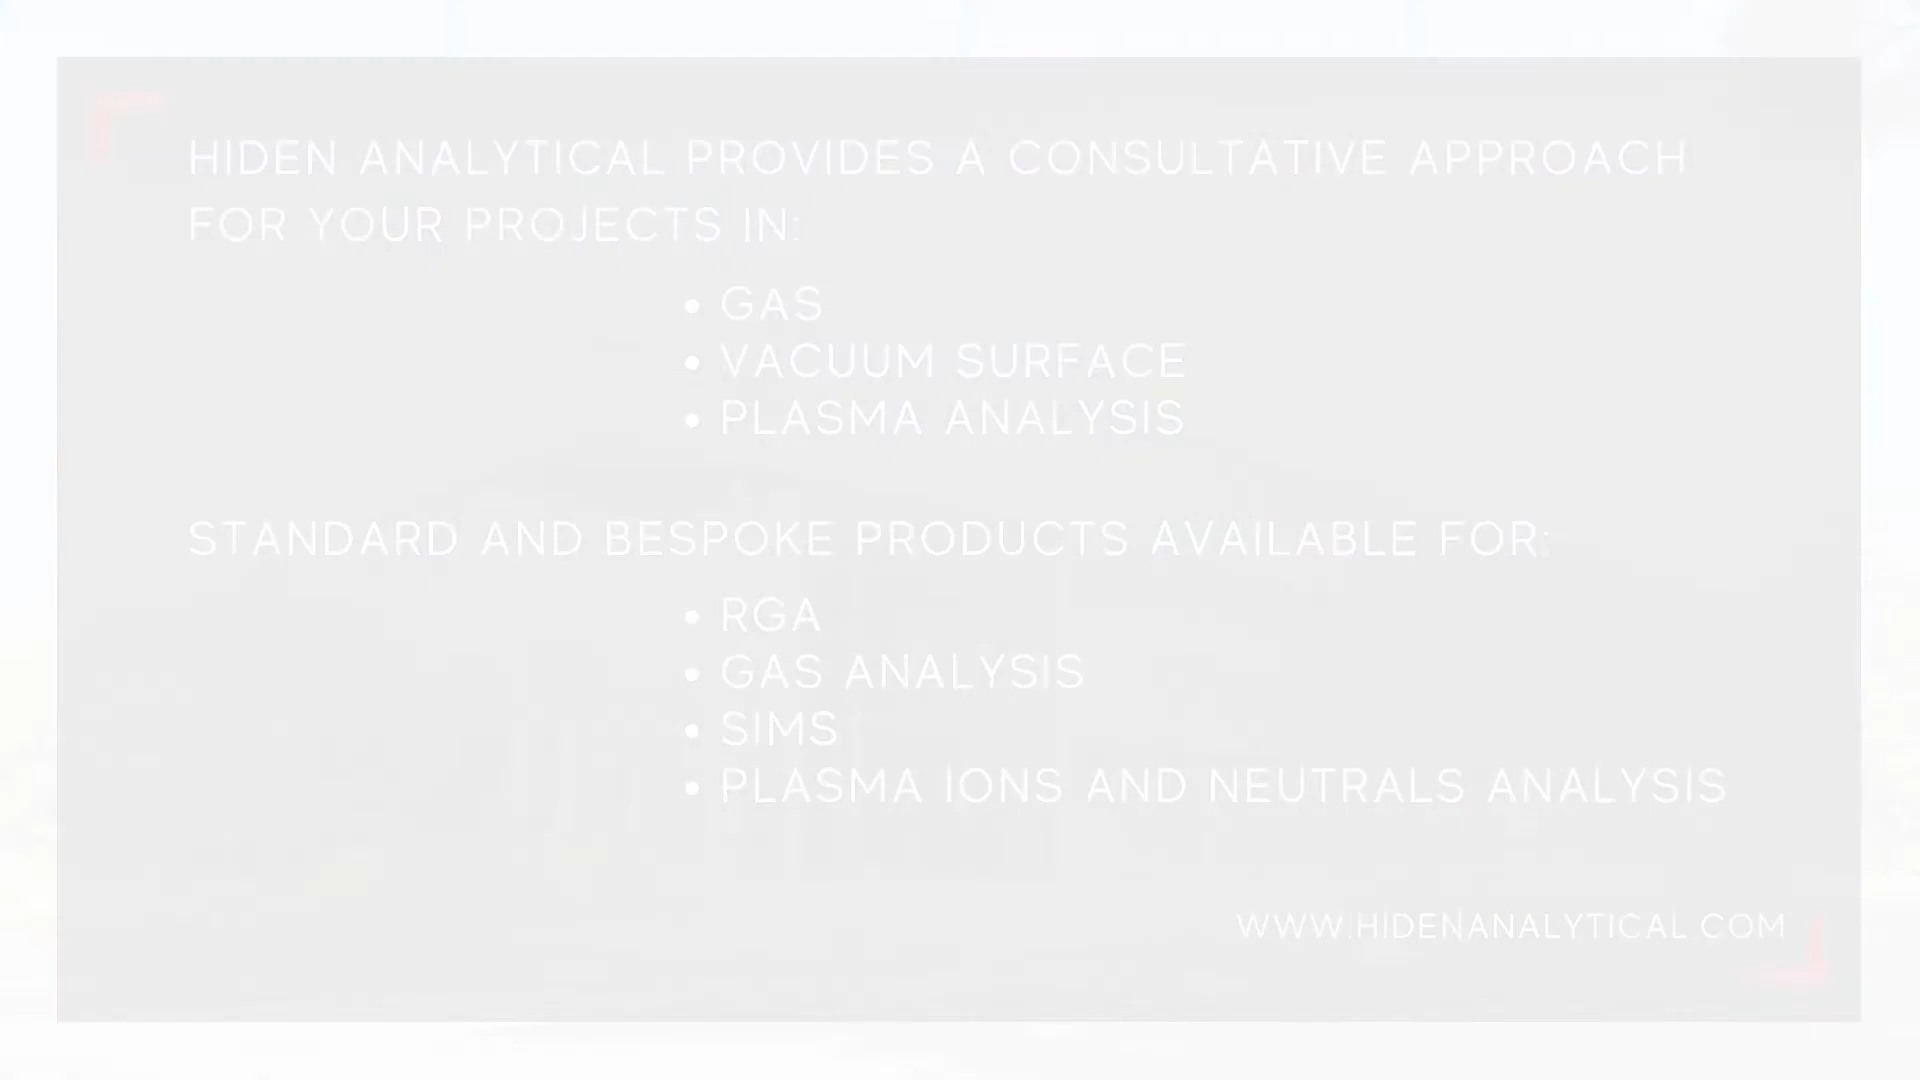 HIDEN ANALYTICAL PROVIDES A CONSULTATIVE APPROACH
FOR YOUR PROJECTS IN:
• GAS
• VACUUM SURFACE
• PLASMA ANALYSIS
STANDARD AND BESPOKE PRODUCTS AVAILABLE FOR:
• RGA
• GAS ANALYSIS
• SIMS
• PLASMA IONS AND NEUTRALS ANALYSIS
WWW.HIDENANALYTICAL.COM